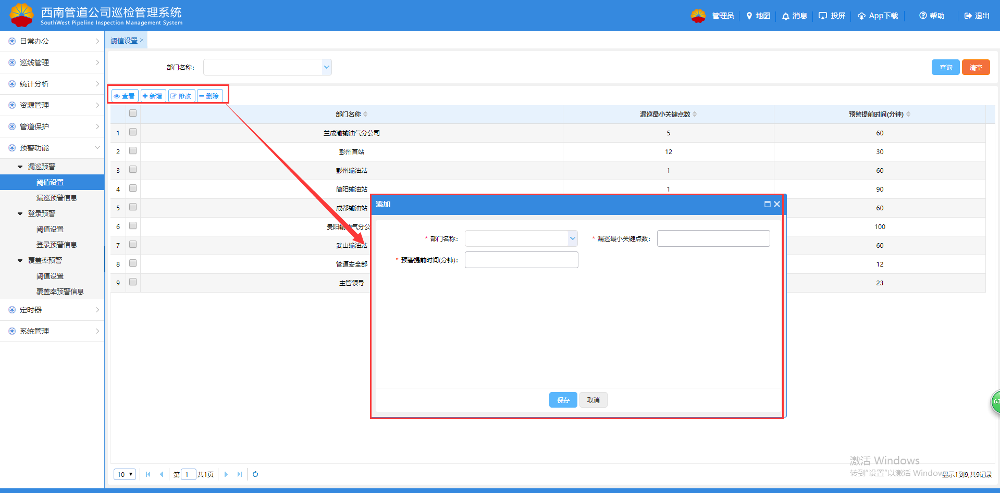 西南管道公司巡检管理系统
SouthWest Pipeline Inspection Management System
管理员 地图 消息 投屏 App下载 帮助 退出
日常办公
巡线管理
统计分析
资源管理
管道保护
预警功能
漏巡预警
阈值设置
漏巡预警信息
登录预警
阈值设置
登录预警信息
覆盖率预警
阈值设置
覆盖率预警信息
定时器
系统管理
阈值设置 ×
部门名称：
查询 清空
查看 新增 修改 删除
部门名称 漏巡最小关键点数 预警提前时间(分钟)
1 兰成渝输油气分公司 5 60
2 彭州首站 12 30
3 彭州输油站 1 60
4 简阳输油站 1 90
5 成都输油站 60
6 贵阳输油气分公 100
7 武山输油站 60
8 管道安全部 12
9 主管领导 23
添加
* 部门名称：
* 漏巡最小关键点数：
* 预警提前时间(分钟)：
保存 取消
10 第 1 共1页
激活 Windows
转到"设置"以激活 Window
显示1到9,共9记录
63